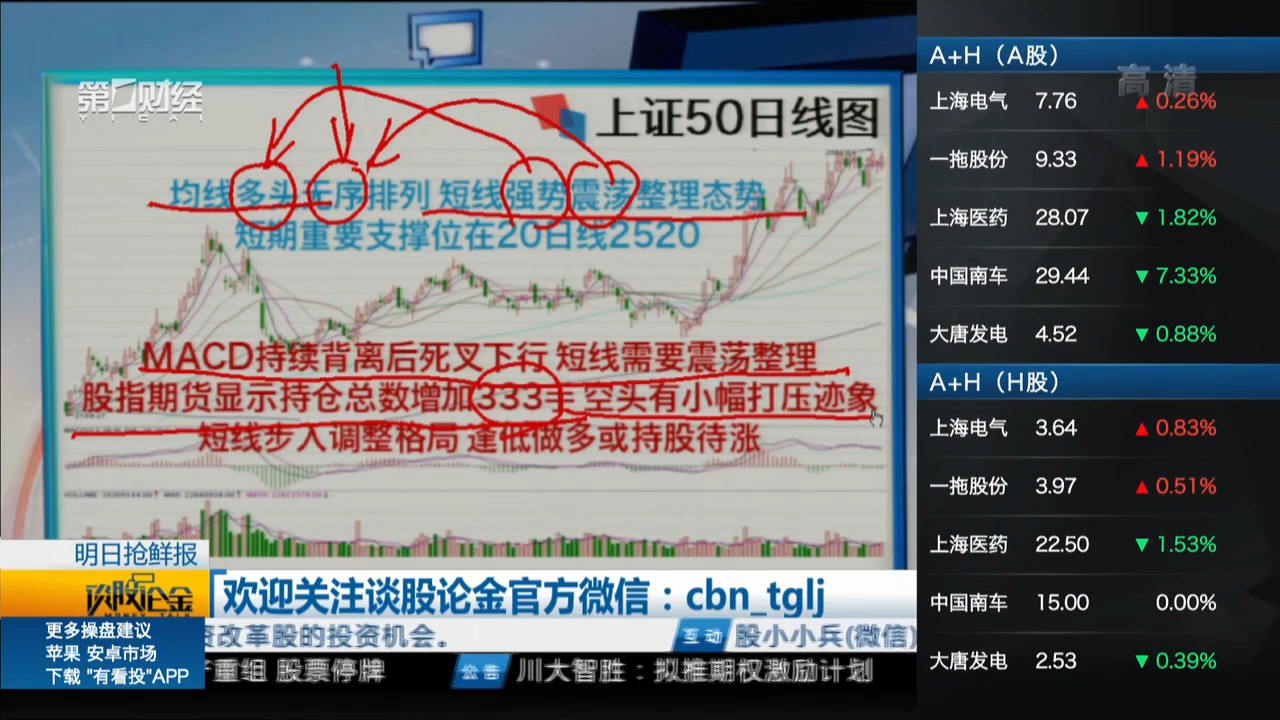 第一财经
YICAI
高清
上证50日线图
均线多头无序排列 短线强势震荡整理态势
短期重要支撑位在20日线2520
MACD持续背离后死叉下行 短线需要震荡整理
股指期货显示持仓总数增加333手 空头有小幅打压迹象
短线步入调整格局 逢低做多或持股待涨
明日抢鲜报
谈股论金
MONEY TALK
欢迎关注谈股论金官方微信：cbn_tglj
更多操盘建议
苹果 安卓市场
下载 "有看投"APP
资改革股的投资机会。 互动 股小小兵(微信)
重组 股票停牌 公告 川大智胜：拟推期权激励计划
A+H（A股）
上海电气 7.76 ▲ 0.26%
一拖股份 9.33 ▲ 1.19%
上海医药 28.07 ▼ 1.82%
中国南车 29.44 ▼ 7.33%
大唐发电 4.52 ▼ 0.88%
A+H（H股）
上海电气 3.64 ▲ 0.83%
一拖股份 3.97 ▲ 0.51%
上海医药 22.50 ▼ 1.53%
中国南车 15.00 0.00%
大唐发电 2.53 ▼ 0.39%